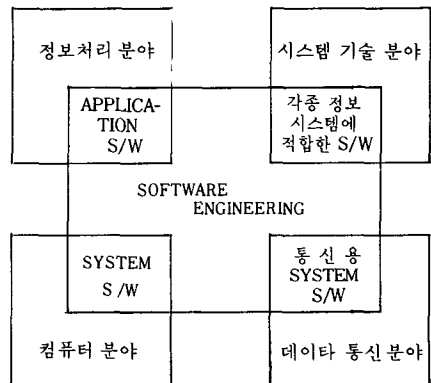 정보처리 분야
시스템 기술 분야
APPLICA-
TION
S/W
각종 정보
시스템에
적합한 S/W
SOFTWARE
ENGINEERING
SYSTEM
S/W
통신용
SYSTEM
S/W
컴퓨터 분야
데이타 통신 분야